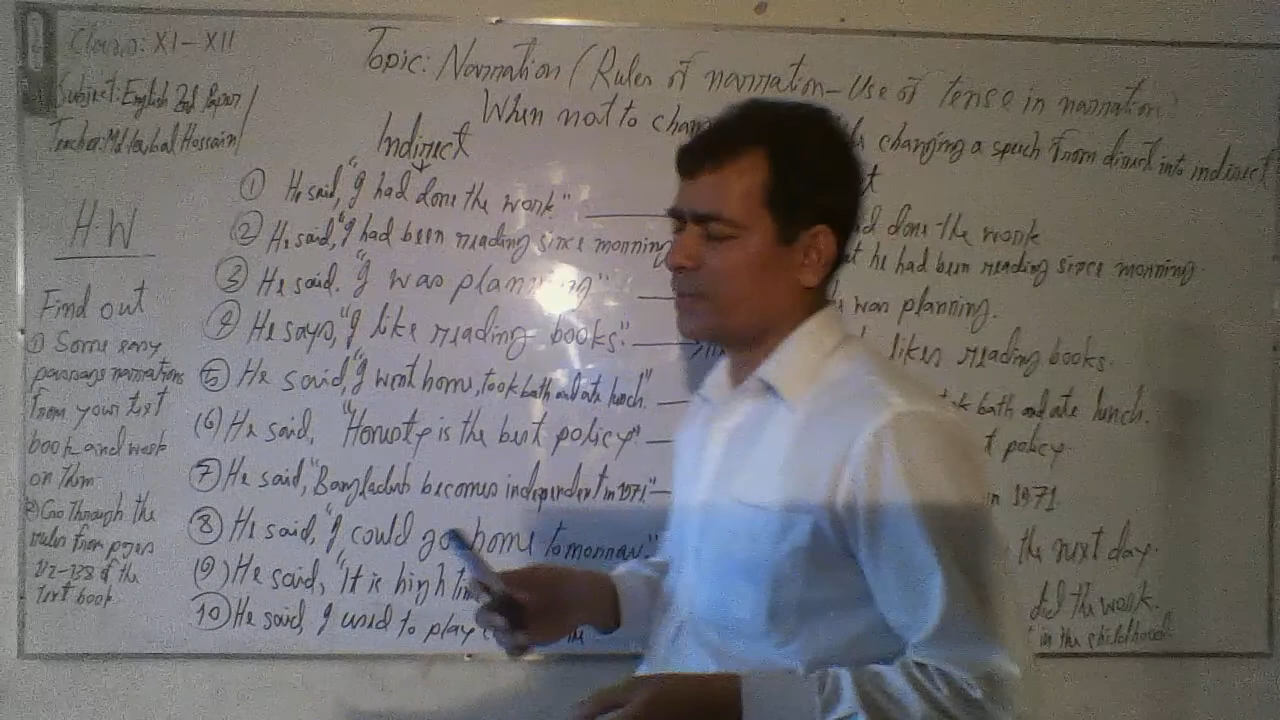 Class: XI-XII
Subject: English 2nd Paper
Teacher: Md Hossain
Topic: Narration (Rules of narration-Use of Tense in narration
When not to chan
changing a speech from direct into indirect
Indirect
① He said, "I had done the work."
done the work
② He said, "I had been reading since morning
he had been reading since morning.
③ He said. "I was planning"
was planning.
④ He says, "I like reading books."
likes reading books.
⑤ He said, "I went home, took bath and ate lunch."
bath and ate lunch.
(6) He said, "Honesty is the best policy."
policy
⑦ He said, "Bangladesh becomes independent in 1971"
in 1971
⑧ He said, "I could go home tomorrow."
the next day.
(9) He said, "It is high
did the work.
⑩ He said, I used to play
in the childhood.
H.W
Find out
① Some easy
passage narrations
from your text
book and work
on them
② Go through the
rules from pages
of the
Text book